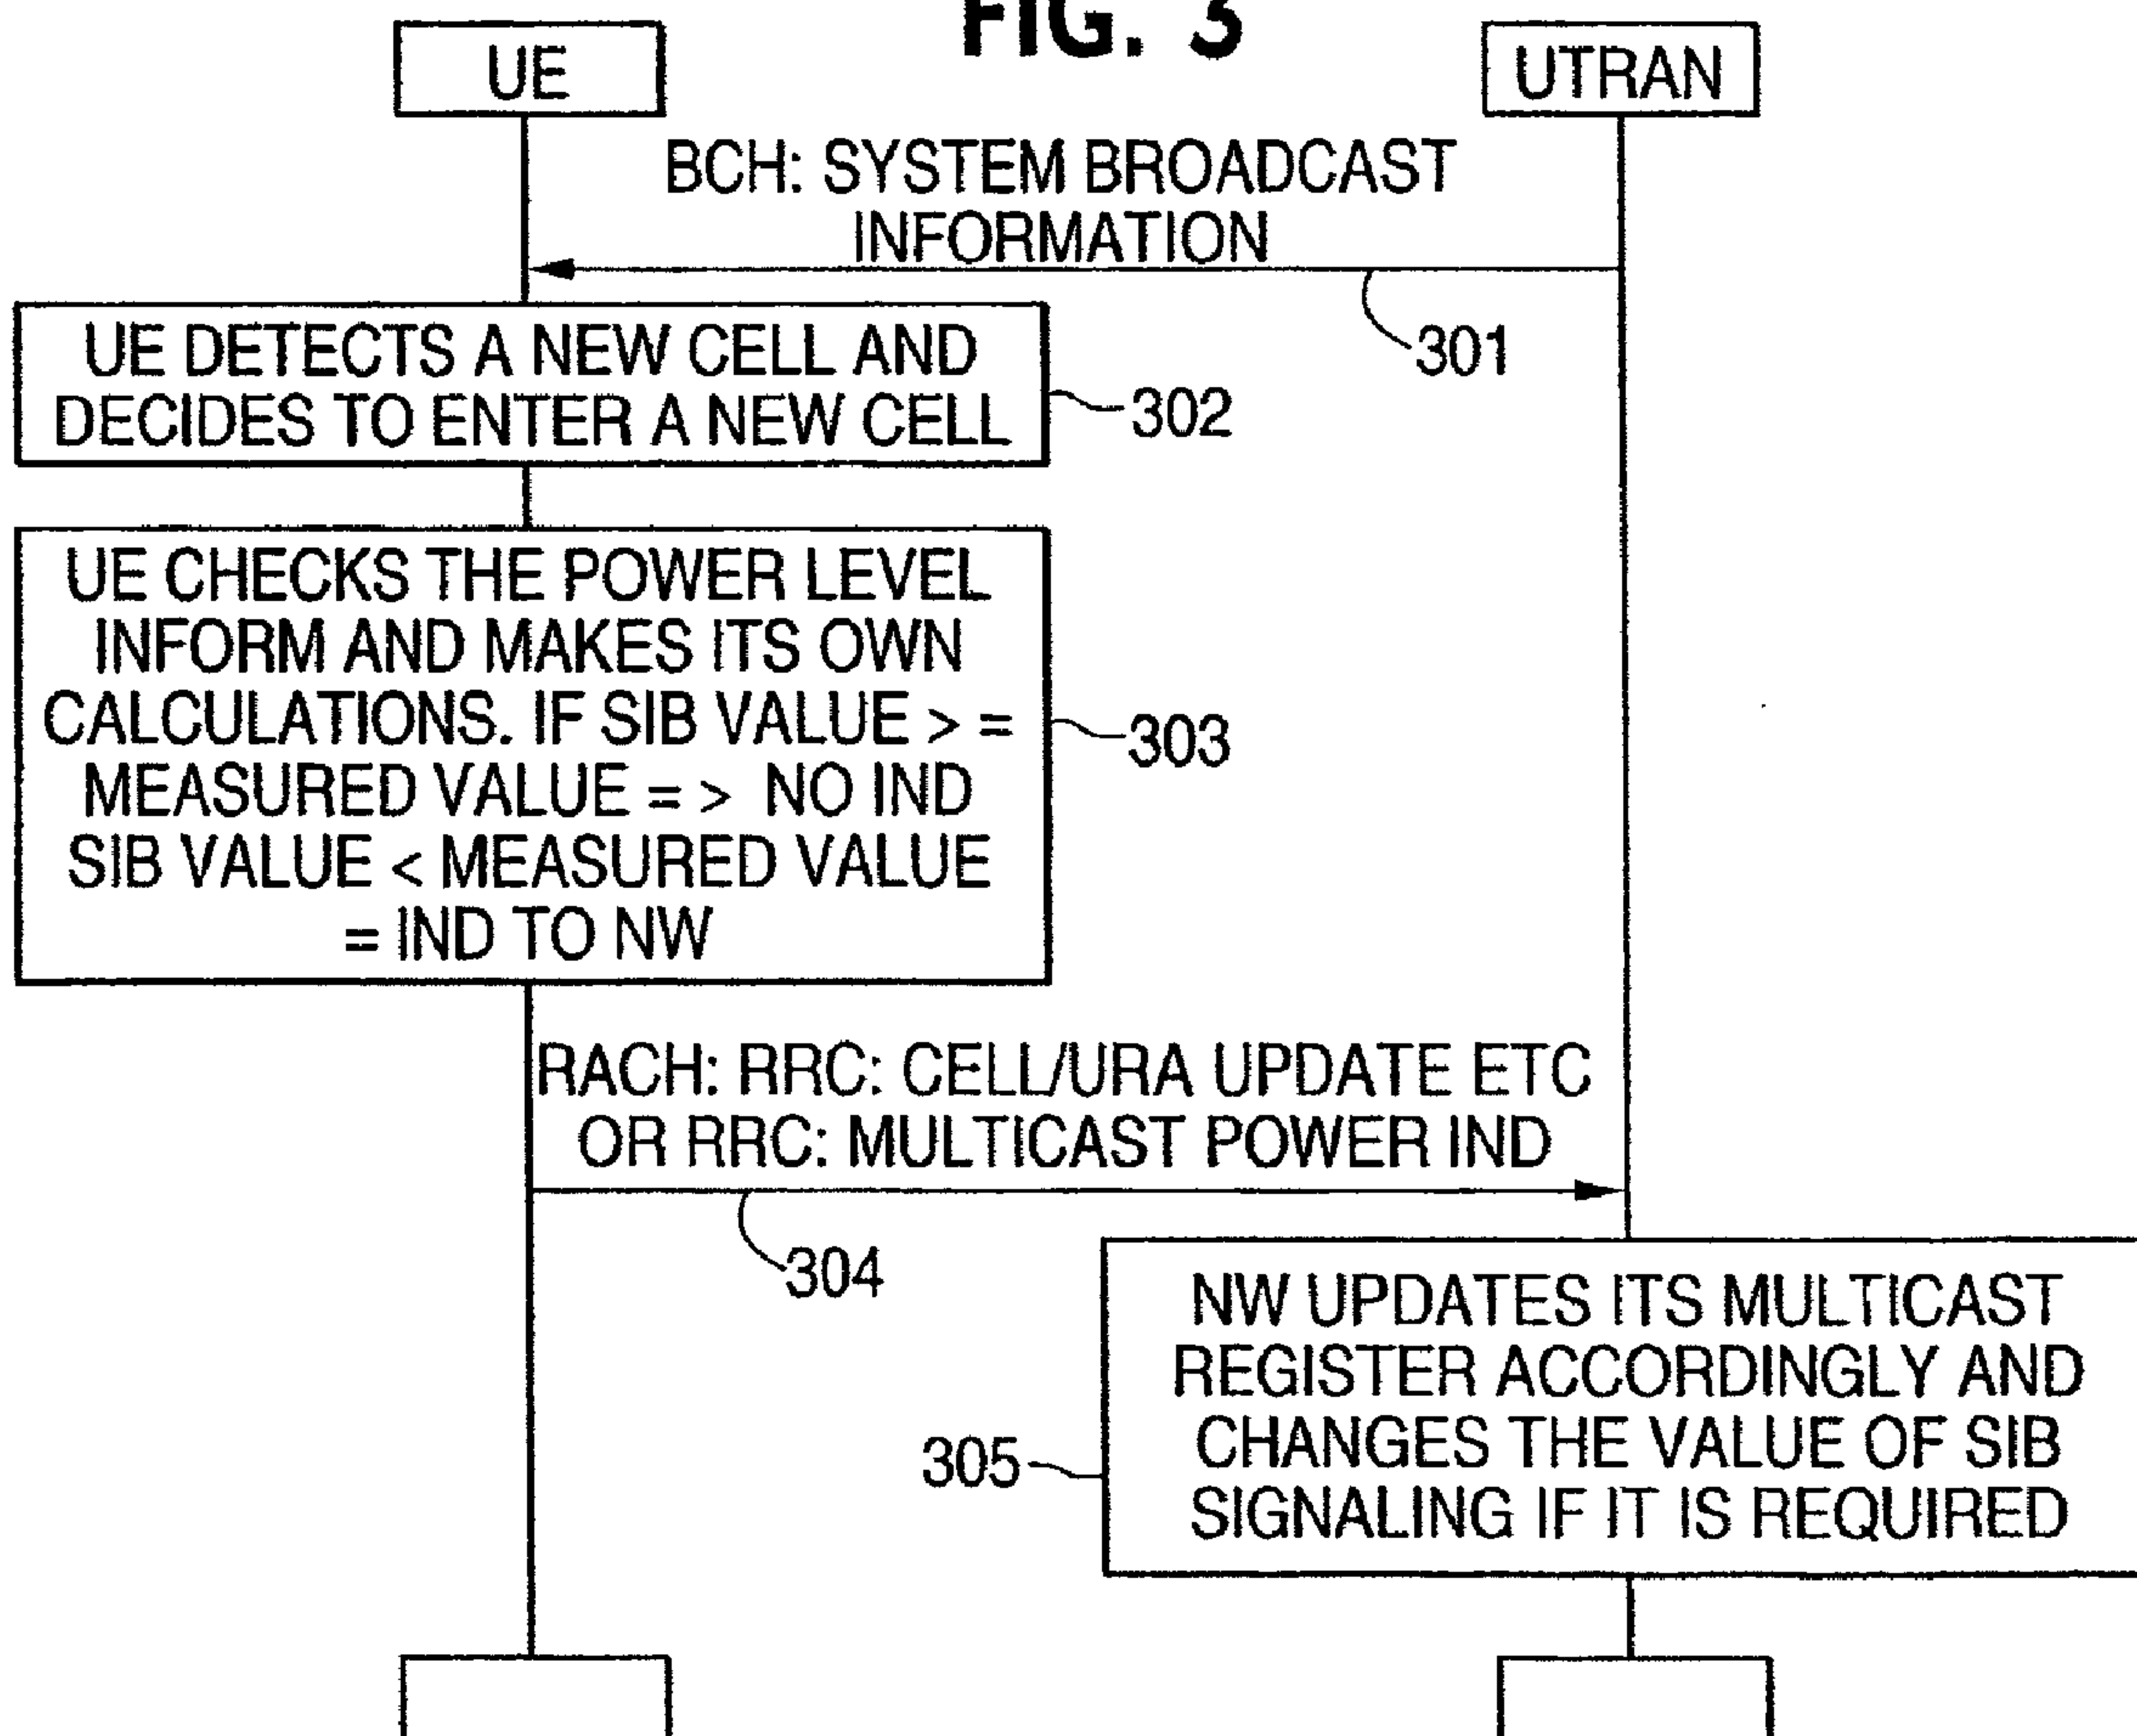 FIG. 3
UE
UTRAN
BCH: SYSTEM BROADCAST
INFORMATION
301
UE DETECTS A NEW CELL AND
DECIDES TO ENTER A NEW CELL
302
UE CHECKS THE POWER LEVEL
INFORM AND MAKES ITS OWN
CALCULATIONS. IF SIB VALUE > =
MEASURED VALUE = > NO IND
SIB VALUE < MEASURED VALUE
= IND TO NW
303
RACH: RRC: CELL/URA UPDATE ETC
OR RRC: MULTICAST POWER IND
304
NW UPDATES ITS MULTICAST
REGISTER ACCORDINGLY AND
CHANGES THE VALUE OF SIB
SIGNALING IF IT IS REQUIRED
305